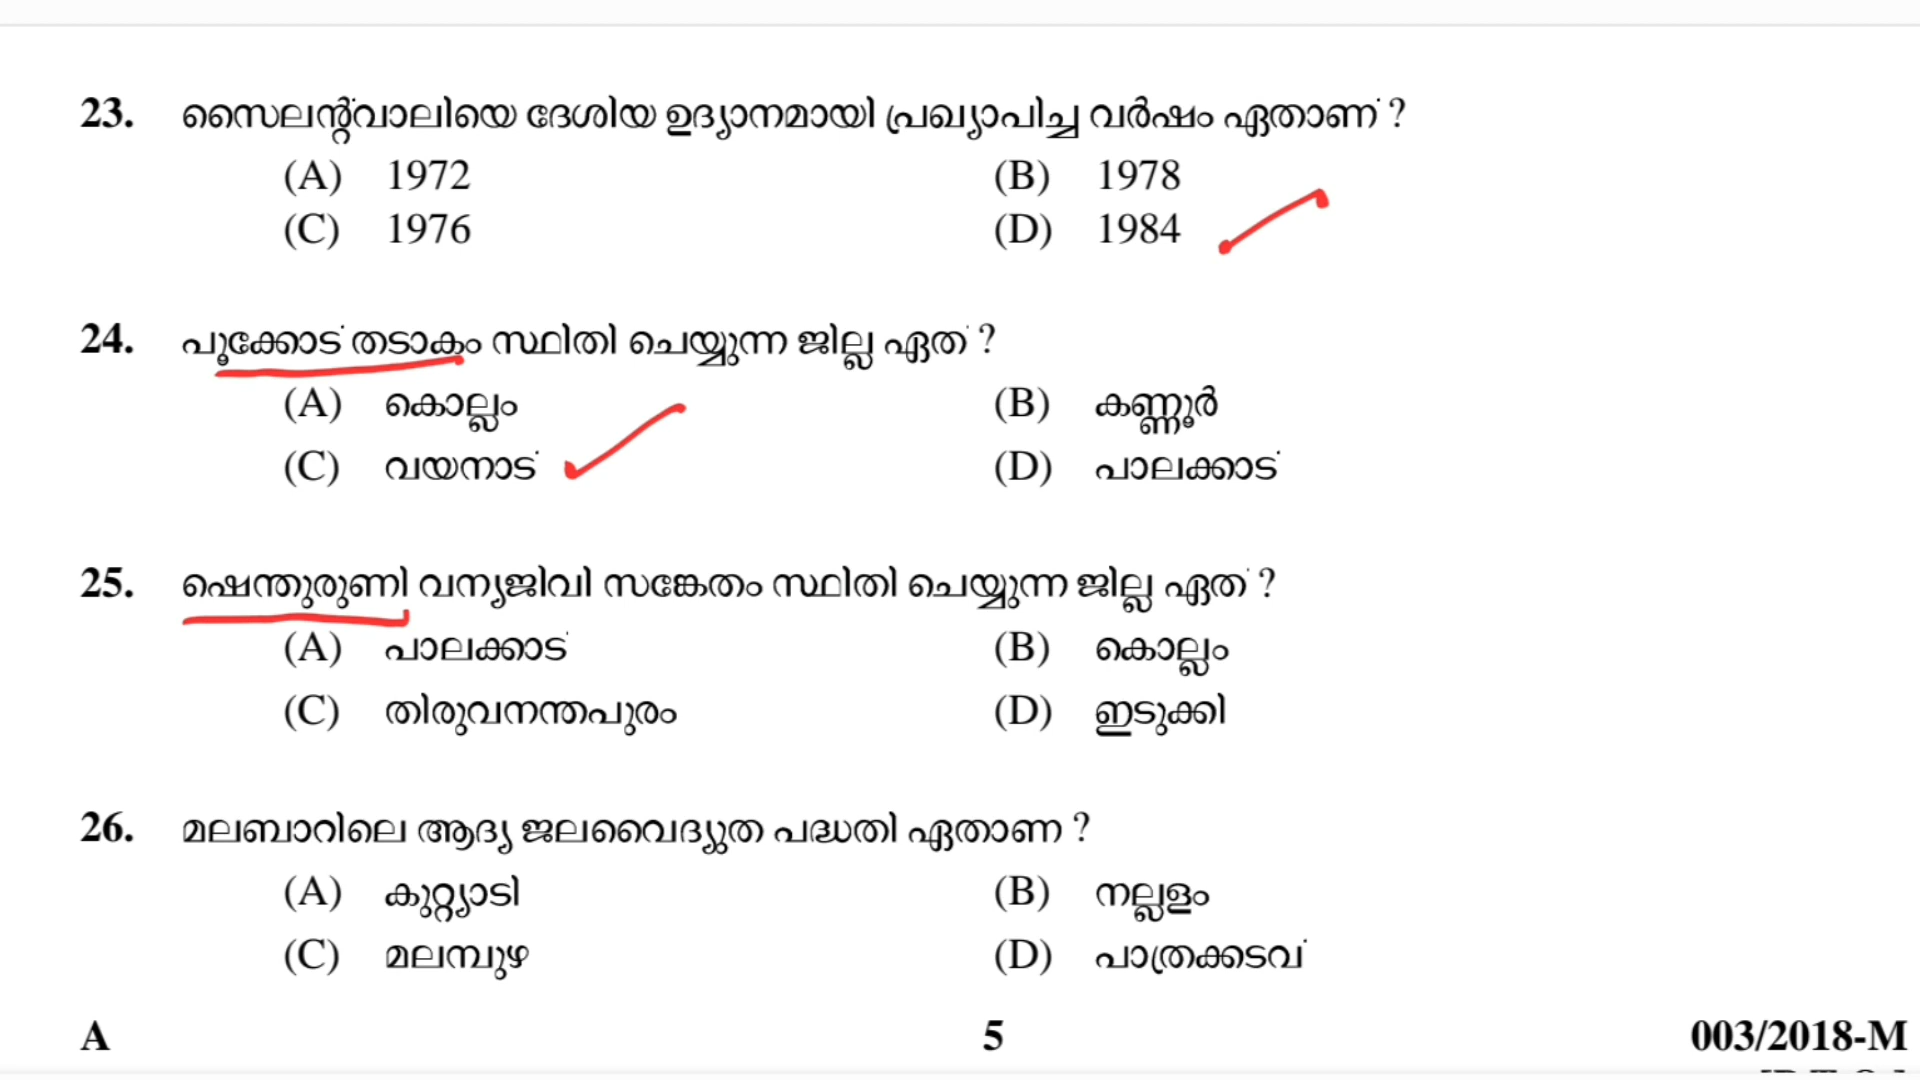 23. സൈലന്റ്‌വാലിയെ ദേശിയ ഉദ്യാനമായി പ്രഖ്യാപിച്ച വർഷം ഏതാണ് ?
(A) 1972 (B) 1978
(C) 1976 (D) 1984
24. പൂക്കോട് തടാകം സ്ഥിതി ചെയ്യുന്ന ജില്ല ഏത് ?
(A) കൊല്ലം (B) കണ്ണൂർ
(C) വയനാട് (D) പാലക്കാട്
25. ഷെന്തുരുണി വന്യജിവി സങ്കേതം സ്ഥിതി ചെയ്യുന്ന ജില്ല ഏത് ?
(A) പാലക്കാട് (B) കൊല്ലം
(C) തിരുവനന്തപുരം (D) ഇടുക്കി
26. മലബാറിലെ ആദ്യ ജലവൈദ്യുത പദ്ധതി ഏതാണ ?
(A) കുറ്റ്യാടി (B) നല്ലളം
(C) മലമ്പുഴ (D) പാത്രക്കടവ്
A 5 003/2018-M